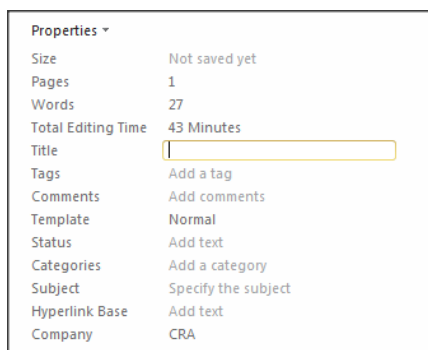 Properties
Size Not saved yet
Pages 1
Words 27
Total Editing Time 43 Minutes
Title
Tags Add a tag
Comments Add comments
Template Normal
Status Add text
Categories Add a category
Subject Specify the subject
Hyperlink Base Add text
Company CRA